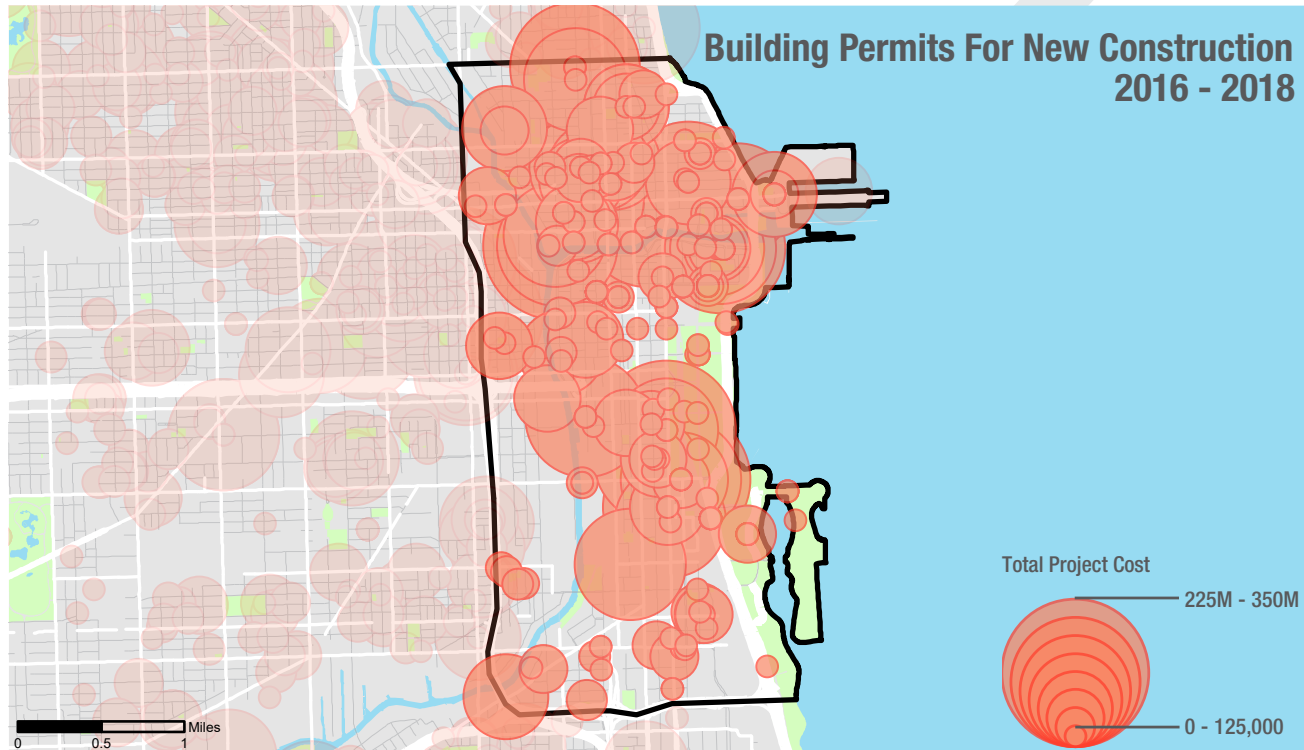 Building Permits For New Construction
2016 - 2018
Total Project Cost
225M - 350M
0 - 125,000
Miles
0 0.5 1